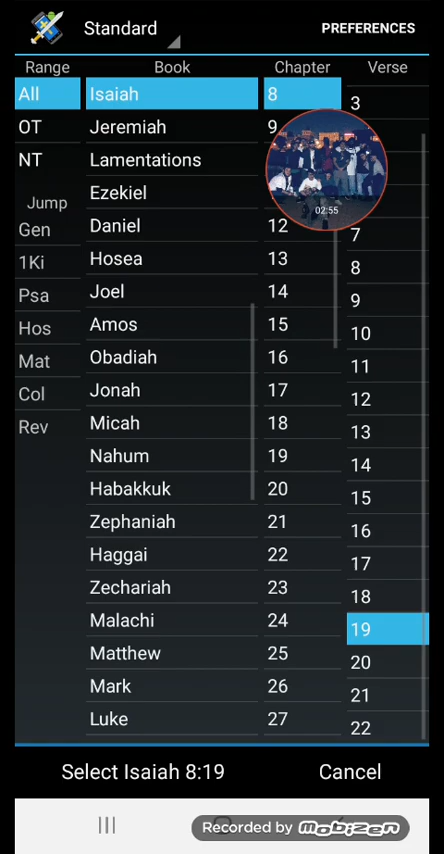 Standard PREFERENCES
Range Book Chapter Verse
All Isaiah 8 3
OT Jeremiah 9
NT Lamentations
Ezekiel
02:55
Jump
Gen Daniel 12 7
1Ki Hosea 13 8
Psa Joel 14 9
Hos Amos 15 10
Mat Obadiah 16 11
Col Jonah 17 12
Rev Micah 18 13
Nahum 19 14
Habakkuk 20 15
Zephaniah 21 16
Haggai 22 17
Zechariah 23 18
Malachi 24 19
Matthew 25 20
Mark 26 21
Luke 27 22
Select Isaiah 8:19 Cancel
Recorded by mobizen